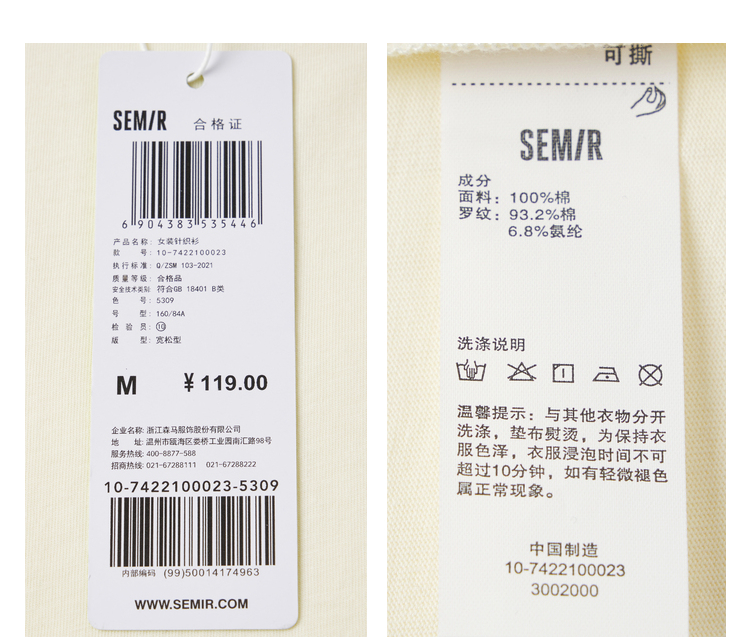 SEMIR 合格证
6 904383 535446
产品名称: 女装针织衫
款 号: 10-7422100023
执行标准: Q/ZSM 103-2021
质量等级: 合格品
安全技术类别: 符合GB 18401 B类
色 号: 5309
号 型: 160/84A
检 验 员: 10
版 型: 宽松型
M ¥119.00
企业名称: 浙江森马服饰股份有限公司
地 址: 温州市瓯海区娄桥工业园南汇路98号
服务热线: 400-8877-588
招商热线: 021-67288111 021-67288222
10-7422100023-5309
内部编码 (99)50014174963
WWW.SEMIR.COM
可撕
SEMIR
成分
面料: 100%棉
罗纹: 93.2%棉
6.8%氨纶
洗涤说明
温馨提示: 与其他衣物分开
洗涤, 垫布熨烫, 为保持衣
服色泽, 衣服浸泡时间不可
超过10分钟, 如有轻微褪色
属正常现象。
中国制造
10-7422100023
3002000